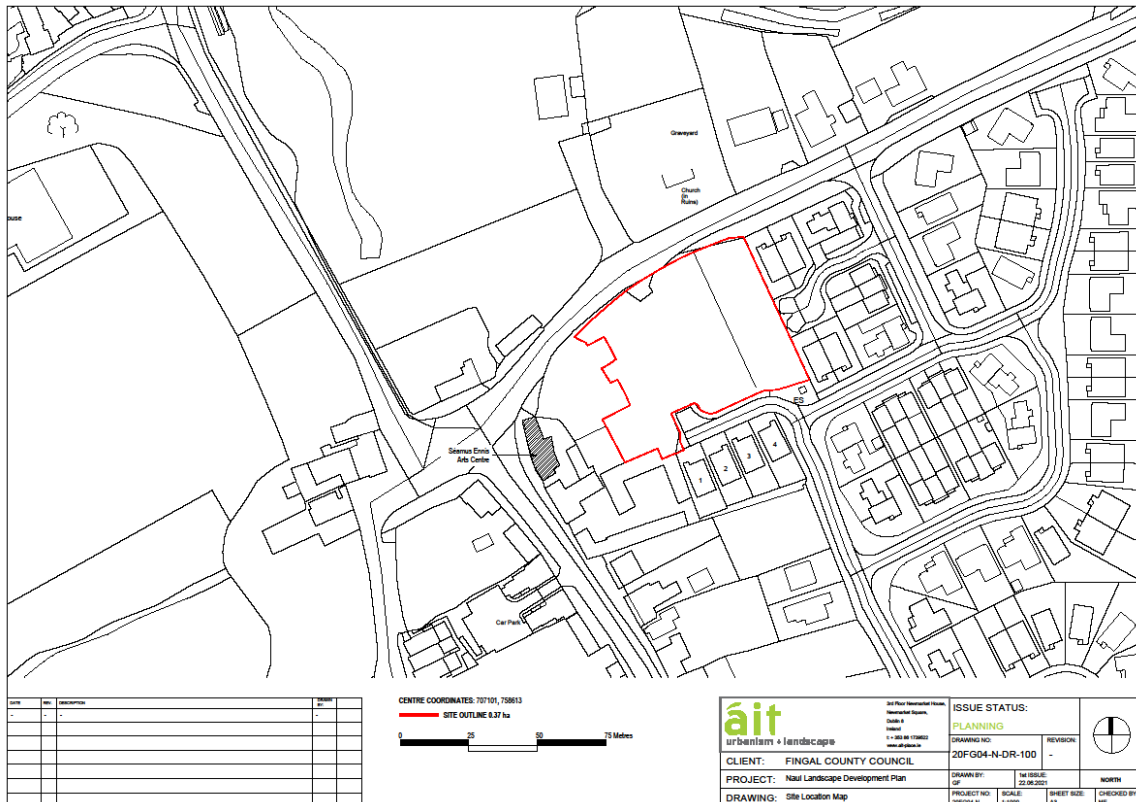 Graveyard
Church
(in
Ruins)
ouse
ES
Séamus Ennis
Arts Centre
1
2
3
4
Car Park
DATE
REV.
DESCRIPTION
DRAWN
BY
-
-
-
-
CENTRE COORDINATES: 707101, 758613
SITE OUTLINE 0.37 ha
0 25 50 75 Metres
áit
urbanism + landscape
3rd Floor Newmarket House,
Newmarket Square,
Dublin 8
Ireland
www.ait-place.ie
ISSUE STATUS:
PLANNING
DRAWING NO:
20FG04-N-DR-100
REVISION:
-
CLIENT: FINGAL COUNTY COUNCIL
PROJECT: Naul Landscape Development Plan
DRAWN BY:
GF
1st ISSUE:
22.06.2021
NORTH
DRAWING: Site Location Map
PROJECT NO:
SCALE:
SHEET SIZE:
CHECKED BY: